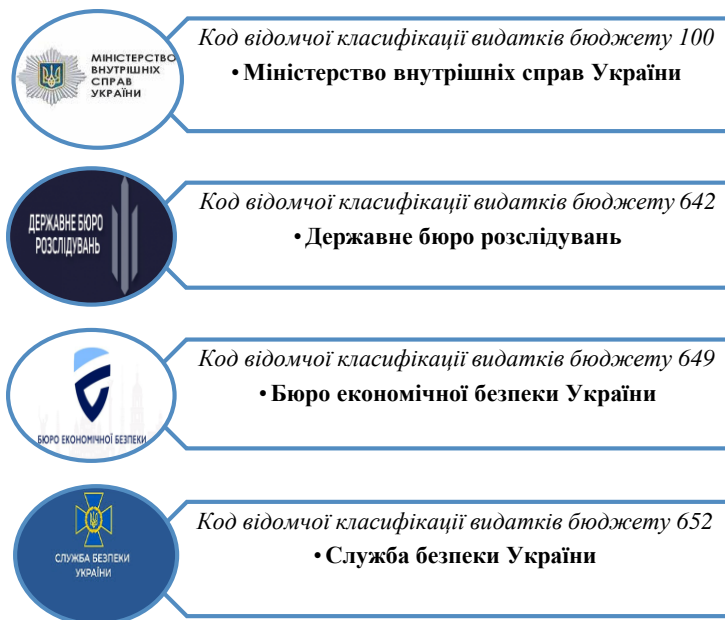 МІНІСТЕРСТВО
ВНУТРІШНІХ
СПРАВ
УКРАЇНИ
Код відомчої класифікації видатків бюджету 100
• Міністерство внутрішніх справ України
ДЕРЖАВНЕ БЮРО
РОЗСЛІДУВАНЬ
Код відомчої класифікації видатків бюджету 642
• Державне бюро розслідувань
БЮРО ЕКОНОМІЧНОЇ БЕЗПЕКИ
Код відомчої класифікації видатків бюджету 649
• Бюро економічної безпеки України
СЛУЖБА БЕЗПЕКИ
УКРАЇНИ
Код відомчої класифікації видатків бюджету 652
• Служба безпеки України